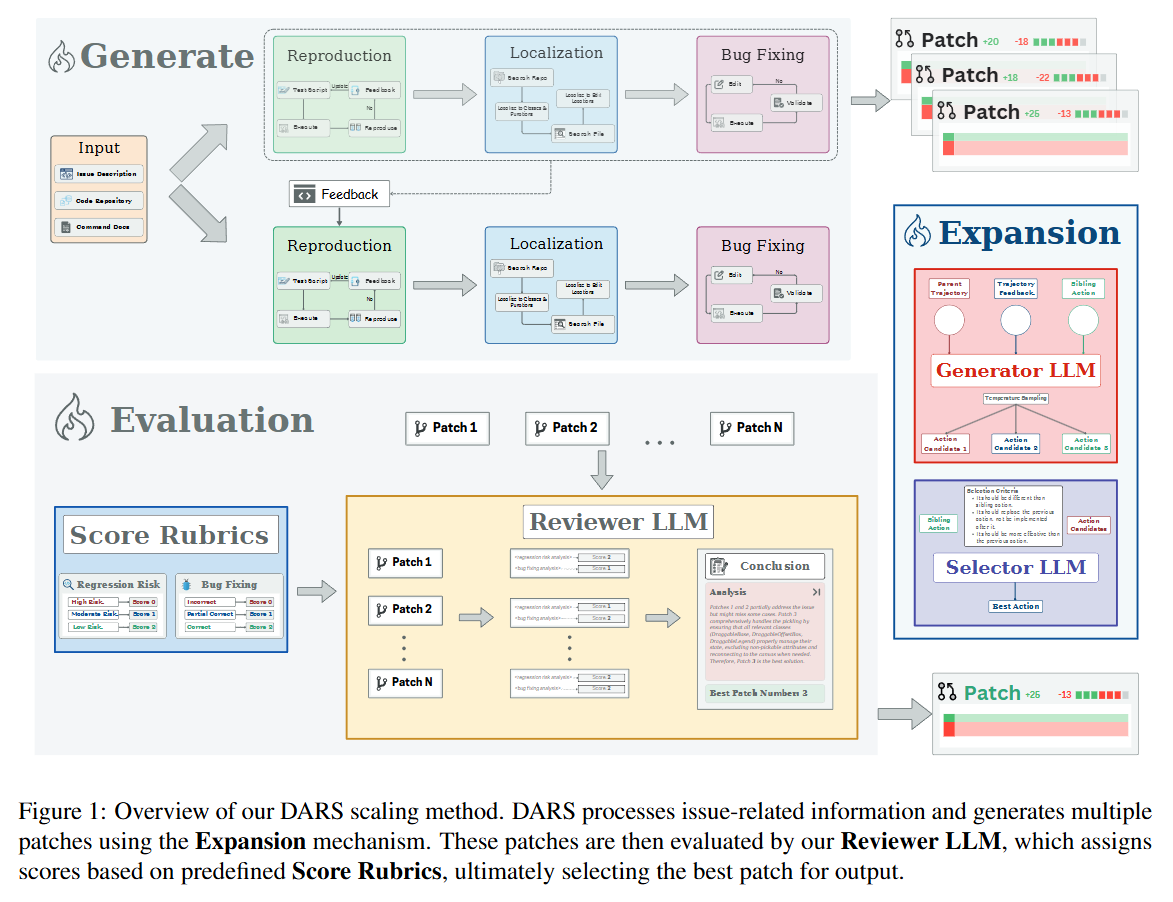 Generate
Input
Issue Description
Code Repository
Command Docs
Reproduction
Test Script
Update
Feedback
No
Execute
Reproduce
Localization
Search Repo
Localize to Classes &
Functions
Localize to Edit
Locations
Search File
Bug Fixing
Edit
No
Validate
Execute
Feedback
Reproduction
Test Script
Update
Feedback
No
Execute
Reproduce
Localization
Search Repo
Localize to Classes &
Functions
Localize to Edit
Locations
Search File
Bug Fixing
Edit
No
Validate
Execute
Patch +20 -18
Patch +18 -22
Patch +25 -13
Expansion
Parent
Trajectory
Trajectory
Feedback
Sibling
Action
Generator LLM
Temperature Sampling
Action
Candidate 1
Action
Candidate 2
Action
Candidate 3
Selection Criteria
• It should be different than
sibling action.
• It should replace the previous
action, not be implemented
after it.
• It should be more effective than
the previous action.
Sibling
Action
Action
Candidates
Selector LLM
Best Action
Evaluation
Patch 1
Patch 2
...
Patch N
Score Rubrics
Regression Risk
High Risk Score 0
Moderate Risk Score 1
Low Risk Score 2
Bug Fixing
Incorrect Score 0
Partial Correct Score 1
Correct Score 2
Reviewer LLM
Patch 1
Patch 2
Patch N
<regression risk analysis> Score 2
<bug fixing analysis> Score 1
<regression risk analysis> Score 1
<bug fixing analysis> Score 2
<regression risk analysis> Score 2
<bug fixing analysis> Score 2
Conclusion
Analysis
Patches 1 and 2 partially address the issue
but might miss some cases. Patch 3
comprehensively handles the pickling by
ensuring that all relevant classes
(DraggableBase, DraggableOffsetBox,
DraggableLegend) properly manage their
state, excluding non-pickable attributes and
reconnecting to the canvas when needed.
Therefore, Patch 3 is the best solution.
Best Patch Number: 3
Patch +25 -13
Figure 1: Overview of our DARS scaling method. DARS processes issue-related information and generates multiple
patches using the Expansion mechanism. These patches are then evaluated by our Reviewer LLM, which assigns
scores based on predefined Score Rubrics, ultimately selecting the best patch for output.